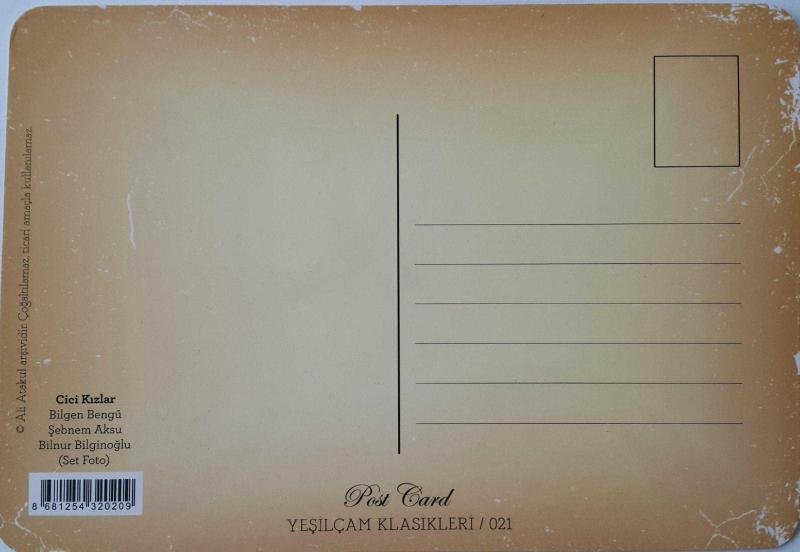 © Ali Atakul arşividir. Çoğaltılamaz, ticari amaçla kullanılamaz.
Cici Kızlar
Bilgen Bengü
Şebnem Aksu
Bilnur Bilginoğlu
(Set Foto)
8 681254 320209
Post Card
YEŞİLÇAM KLASİKLERİ / 021